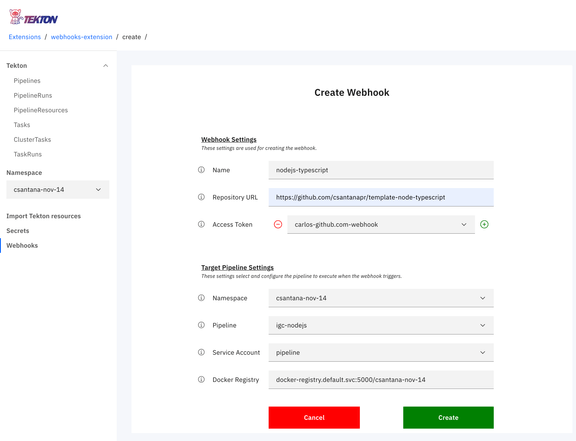 TEKTON
Extensions / webhooks-extension / create /
Tekton
Pipelines
PipelineRuns
PipelineResources
Tasks
ClusterTasks
TaskRuns
Namespace
csantana-nov-14
Import Tekton resources
Secrets
Webhooks
Create Webhook
Webhook Settings
These settings are used for creating the webhook.
Name nodejs-typescript
Repository URL https://github.com/csantanapr/template-node-typescript
Access Token carlos-github.com-webhook
Target Pipeline Settings
These settings select and configure the pipeline to execute when the webhook triggers.
Namespace csantana-nov-14
Pipeline igc-nodejs
Service Account pipeline
Docker Registry docker-registry.default.svc:5000/csantana-nov-14
Cancel Create